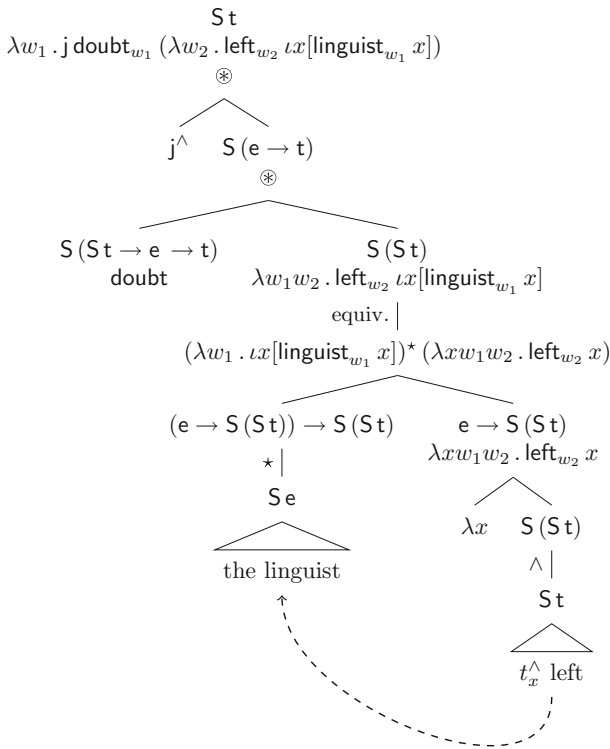 S t
λw₁ . j doubt_w₁ (λw₂ . left_w₂ ιx[linguist_w₁ x])
⊛
j^∧ S (e → t)
⊛
S (S t → e → t) S (S t)
doubt λw₁w₂ . left_w₂ ιx[linguist_w₁ x]
equiv.
(λw₁ . ιx[linguist_w₁ x])^⋆ (λxw₁w₂ . left_w₂ x)
(e → S (S t)) → S (S t) e → S (S t)
λxw₁w₂ . left_w₂ x
⋆
S e λx S (S t)
∧
the linguist S t
t_x^∧ left